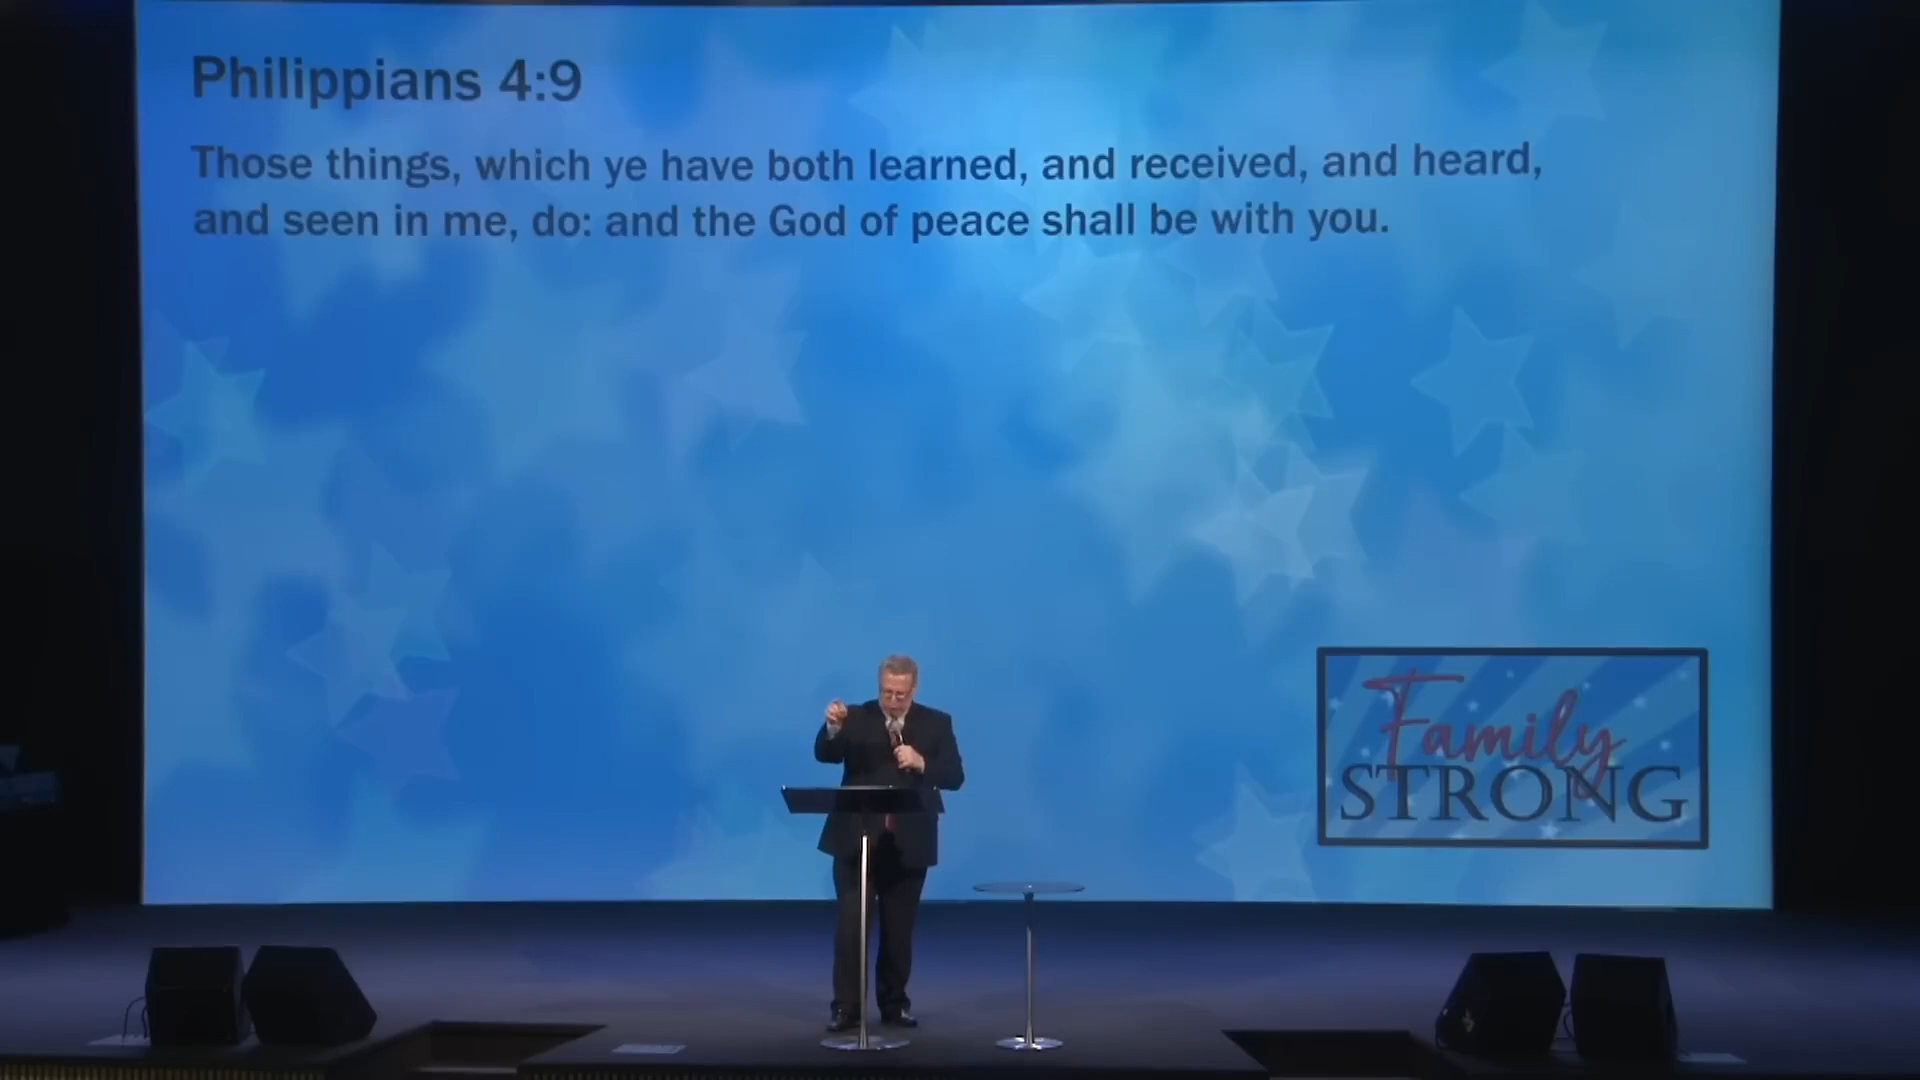 Philippians 4:9
Those things, which ye have both learned, and received, and heard,
and seen in me, do: and the God of peace shall be with you.
Family
STRONG